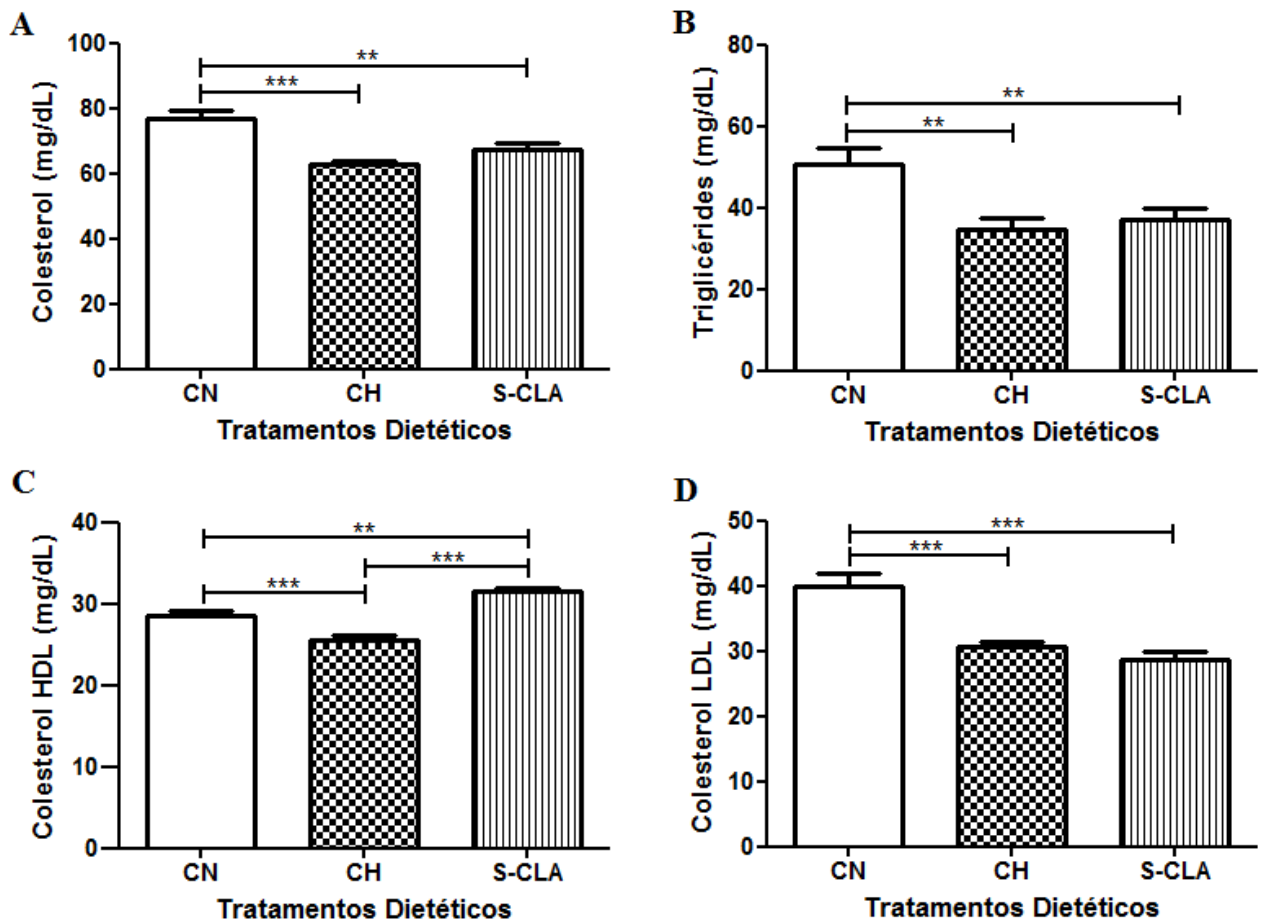 A
Colesterol (mg/dL)
100
80
60
40
20
0
**
***
CN CH S-CLA
Tratamentos Dietéticos
B
Triglicérides (mg/dL)
80
60
40
20
0
**
**
CN CH S-CLA
Tratamentos Dietéticos
C
Colesterol HDL (mg/dL)
40
30
20
10
0
**
***
***
CN CH S-CLA
Tratamentos Dietéticos
D
Colesterol LDL (mg/dL)
50
40
30
20
10
0
***
***
CN CH S-CLA
Tratamentos Dietéticos